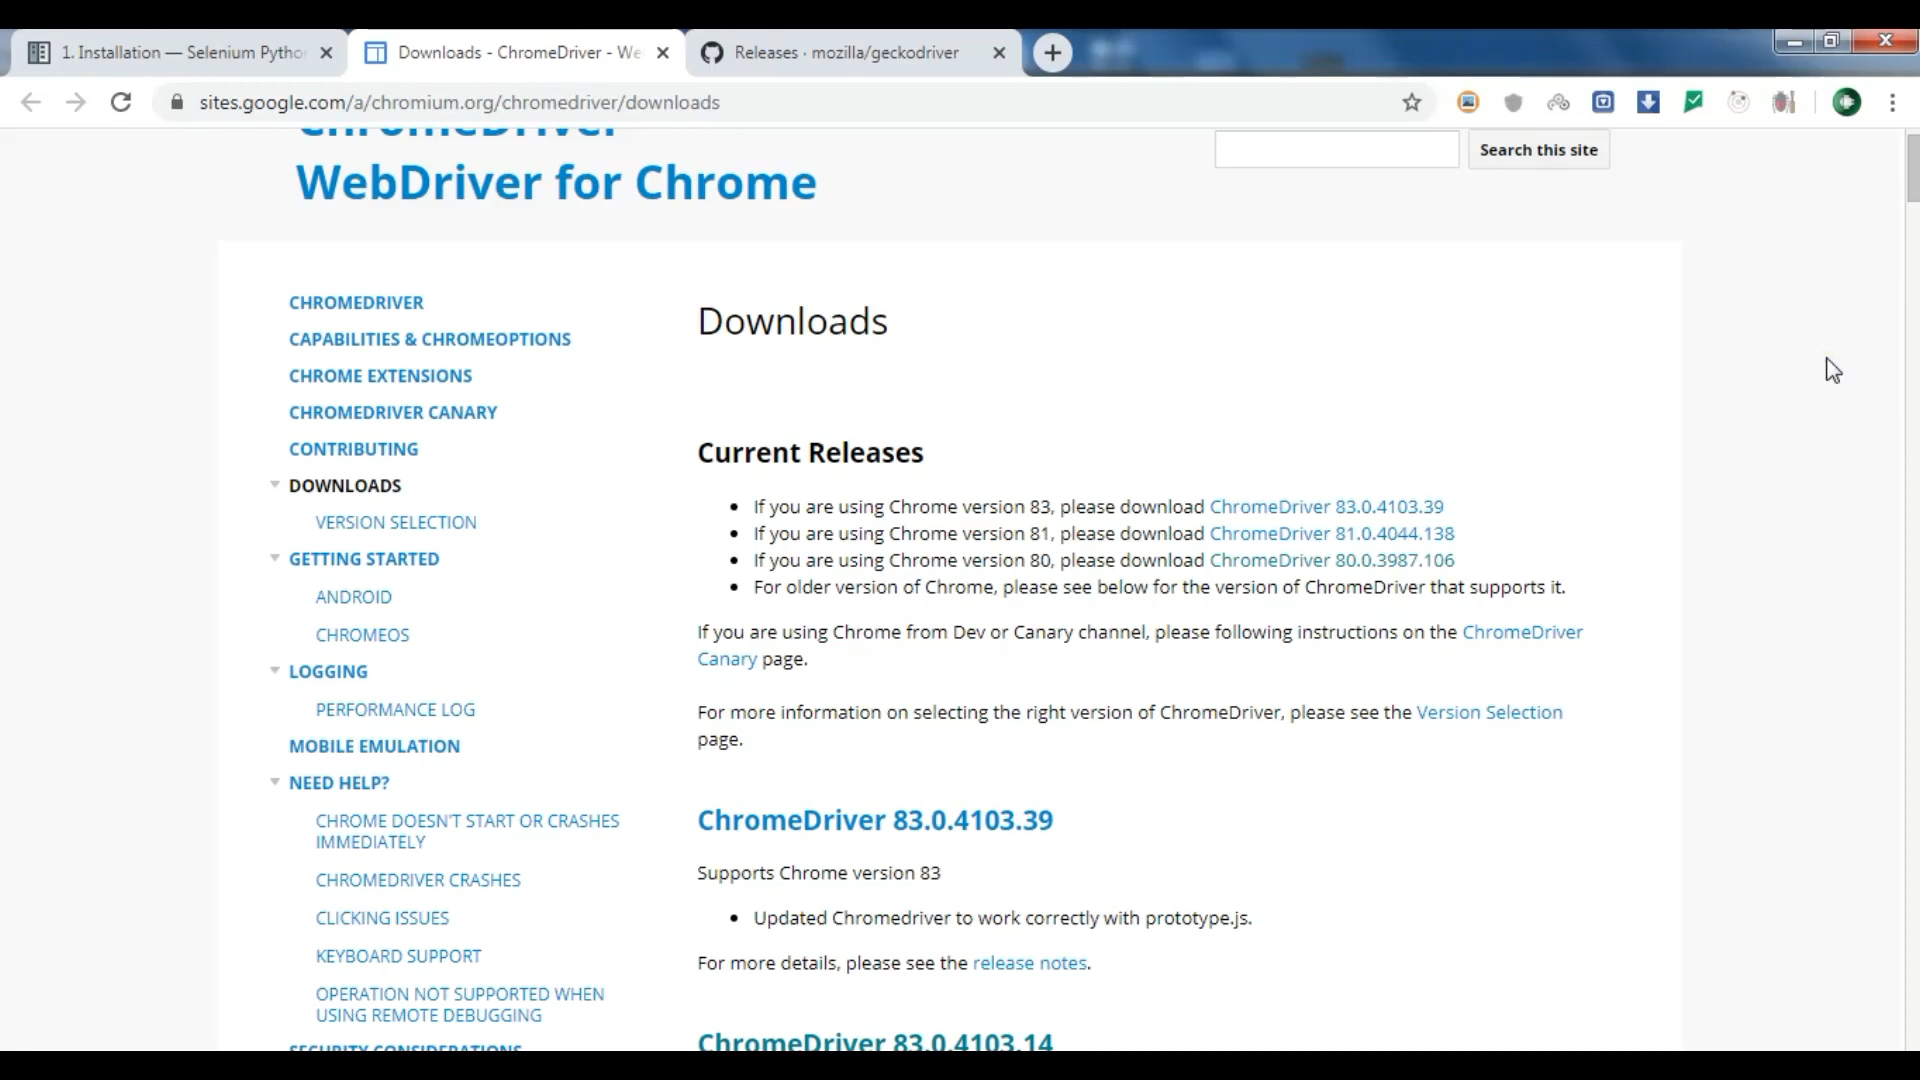 1. Installation — Selenium Pytho
Downloads - ChromeDriver - We
Releases · mozilla/geckodriver
sites.google.com/a/chromium.org/chromedriver/downloads
ChromeDriver
WebDriver for Chrome
Search this site
CHROMEDRIVER
CAPABILITIES & CHROMEOPTIONS
CHROME EXTENSIONS
CHROMEDRIVER CANARY
CONTRIBUTING
DOWNLOADS
VERSION SELECTION
GETTING STARTED
ANDROID
CHROMEOS
LOGGING
PERFORMANCE LOG
MOBILE EMULATION
NEED HELP?
CHROME DOESN'T START OR CRASHES
IMMEDIATELY
CHROMEDRIVER CRASHES
CLICKING ISSUES
KEYBOARD SUPPORT
OPERATION NOT SUPPORTED WHEN
USING REMOTE DEBUGGING
SECURITY CONSIDERATIONS
Downloads
Current Releases
• If you are using Chrome version 83, please download ChromeDriver 83.0.4103.39
• If you are using Chrome version 81, please download ChromeDriver 81.0.4044.138
• If you are using Chrome version 80, please download ChromeDriver 80.0.3987.106
• For older version of Chrome, please see below for the version of ChromeDriver that supports it.
If you are using Chrome from Dev or Canary channel, please following instructions on the ChromeDriver
Canary page.
For more information on selecting the right version of ChromeDriver, please see the Version Selection
page.
ChromeDriver 83.0.4103.39
Supports Chrome version 83
• Updated Chromedriver to work correctly with prototype.js.
For more details, please see the release notes.
ChromeDriver 83.0.4103.14